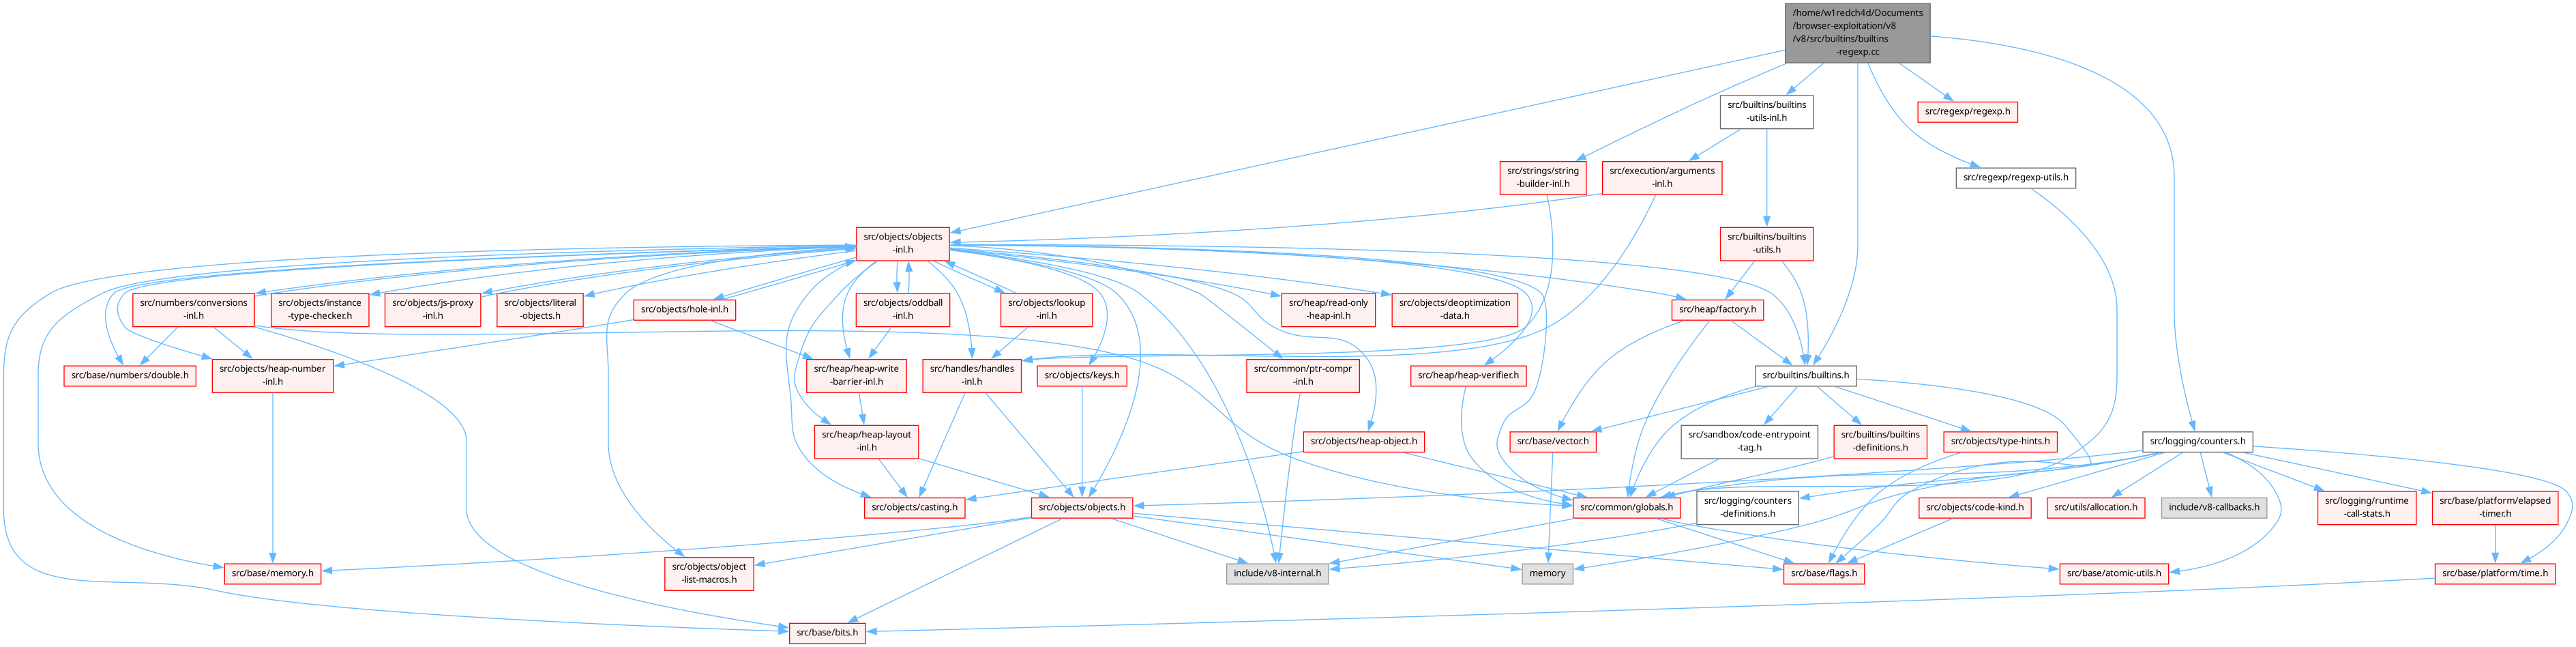 /home/w1redch4d/Documents
/browser-exploitation/v8
/v8/src/builtins/builtins
-regexp.cc
src/builtins/builtins
-utils-inl.h
src/regexp/regexp.h
src/strings/string
-builder-inl.h
src/execution/arguments
-inl.h
src/regexp/regexp-utils.h
src/objects/objects
-inl.h
src/builtins/builtins
-utils.h
src/numbers/conversions
-inl.h
src/objects/instance
-type-checker.h
src/objects/js-proxy
-inl.h
src/objects/literal
-objects.h
src/objects/hole-inl.h
src/objects/oddball
-inl.h
src/objects/lookup
-inl.h
src/heap/read-only
-heap-inl.h
src/objects/deoptimization
-data.h
src/heap/factory.h
src/base/numbers/double.h
src/objects/heap-number
-inl.h
src/heap/heap-write
-barrier-inl.h
src/handles/handles
-inl.h
src/objects/keys.h
src/common/ptr-compr
-inl.h
src/heap/heap-verifier.h
src/builtins/builtins.h
src/heap/heap-layout
-inl.h
src/objects/heap-object.h
src/base/vector.h
src/sandbox/code-entrypoint
-tag.h
src/builtins/builtins
-definitions.h
src/objects/type-hints.h
src/logging/counters.h
src/objects/casting.h
src/objects/objects.h
src/common/globals.h
src/logging/counters
-definitions.h
src/objects/code-kind.h
src/utils/allocation.h
include/v8-callbacks.h
src/logging/runtime
-call-stats.h
src/base/platform/elapsed
-timer.h
src/base/memory.h
src/objects/object
-list-macros.h
include/v8-internal.h
memory
src/base/flags.h
src/base/atomic-utils.h
src/base/platform/time.h
src/base/bits.h